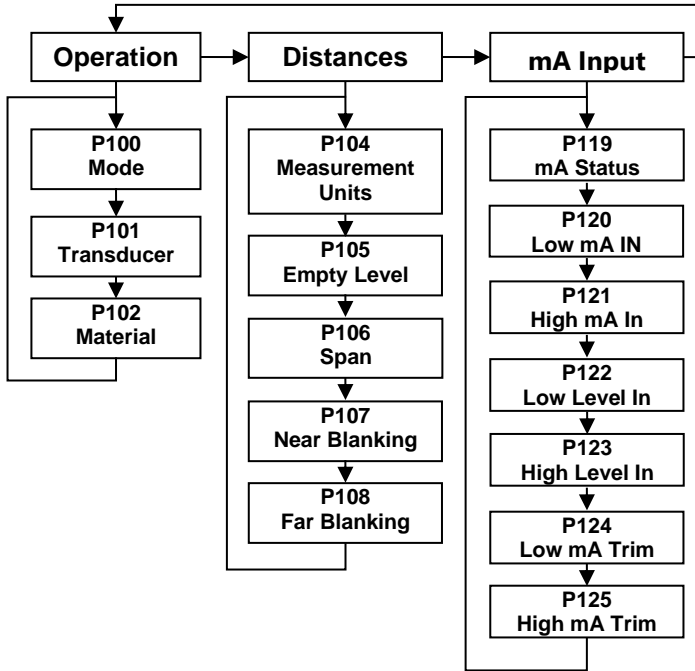 Operation
Distances
mA Input
P100
Mode
P101
Transducer
P102
Material
P104
Measurement
Units
P105
Empty Level
P106
Span
P107
Near Blanking
P108
Far Blanking
P119
mA Status
P120
Low mA IN
P121
High mA In
P122
Low Level In
P123
High Level In
P124
Low mA Trim
P125
High mA Trim